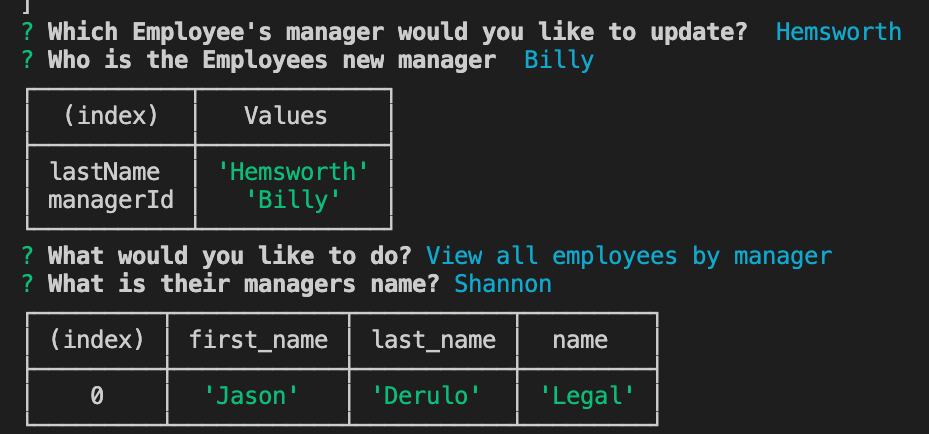 ]
? Which Employee's manager would you like to update? Hemsworth
? Who is the Employees new manager Billy
(index) Values
lastName 'Hemsworth'
managerId 'Billy'
? What would you like to do? View all employees by manager
? What is their managers name? Shannon
(index) first_name last_name name
0 'Jason' 'Derulo' 'Legal'